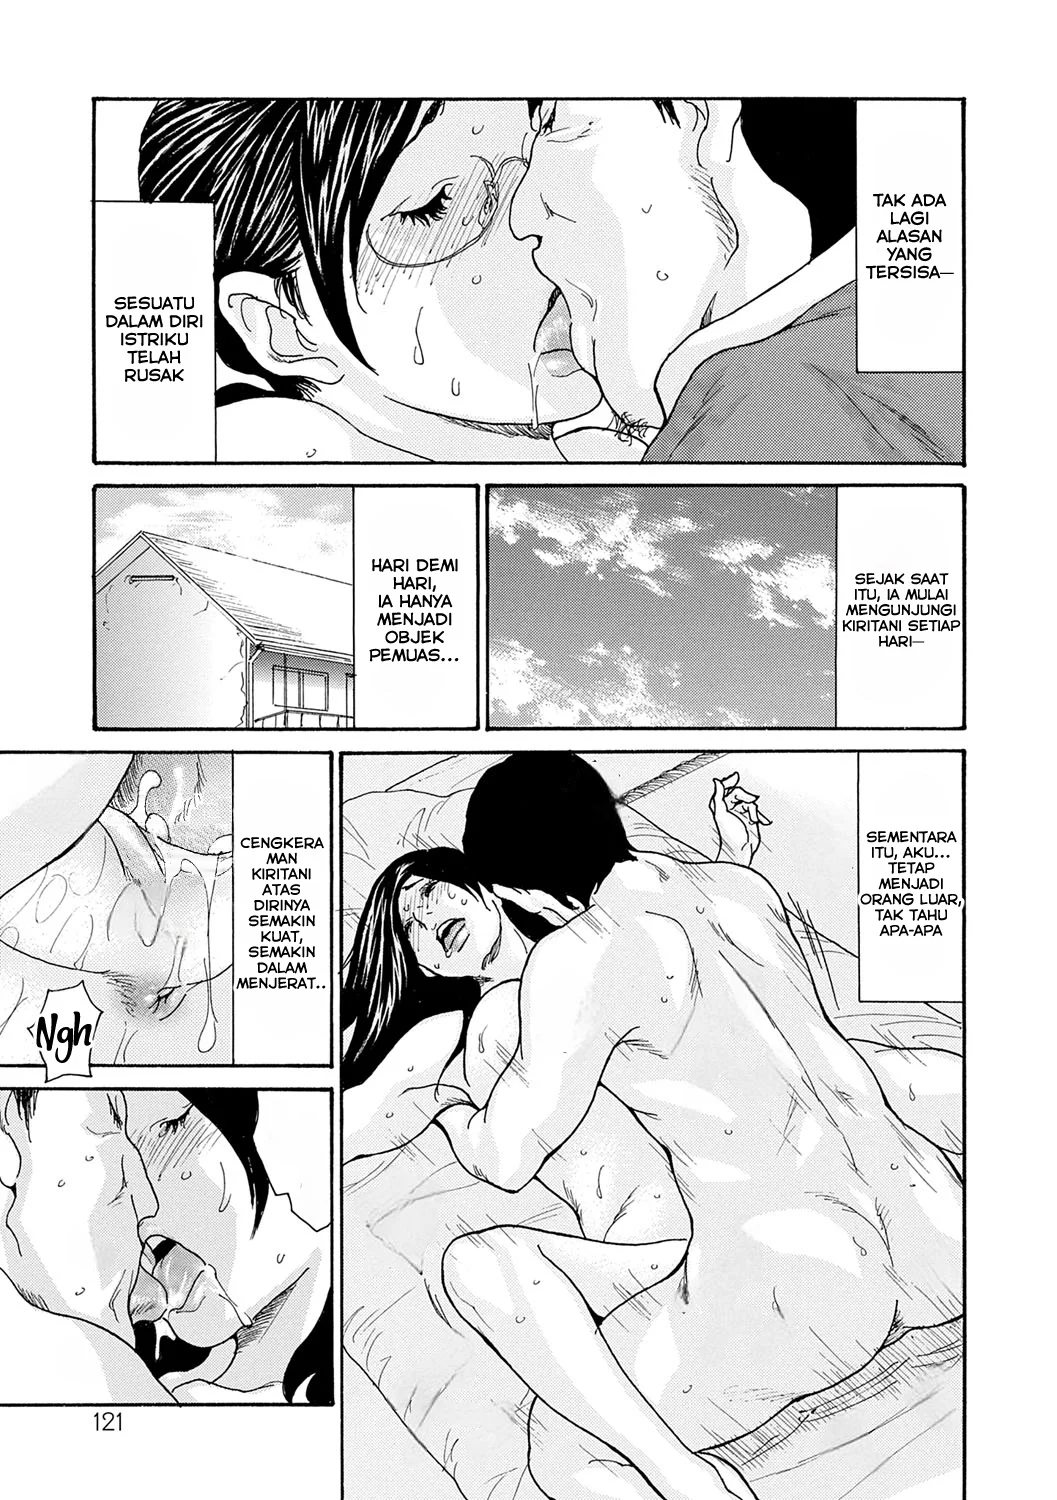 TAK ADA
LAGI
ALASAN
YANG
TERSISA—
SESUATU
DALAM DIRI
ISTRIKU
TELAH
RUSAK
SEJAK SAAT
ITU, IA MULAI
MENGUNJUNGI
KIRITANI SETIAP
HARI—
HARI DEMI
HARI,
IA HANYA
MENJADI
OBJEK
PEMUAS...
SEMENTARA
ITU, AKU...
TETAP
MENJADI
ORANG LUAR,
TAK TAHU
APA-APA
CENGKERA
MAN
KIRITANI
ATAS
DIRINYA
SEMAKIN
KUAT,
SEMAKIN
DALAM
MENJERAT..
Ngh
121